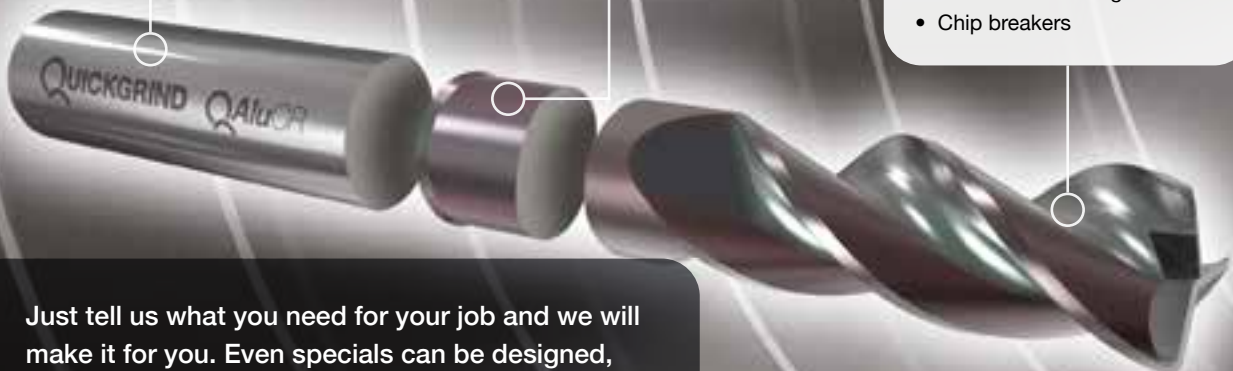 • Chip breakers
QUICKGRIND QAluCR
Just tell us what you need for your job and we will
make it for you. Even specials can be designed,